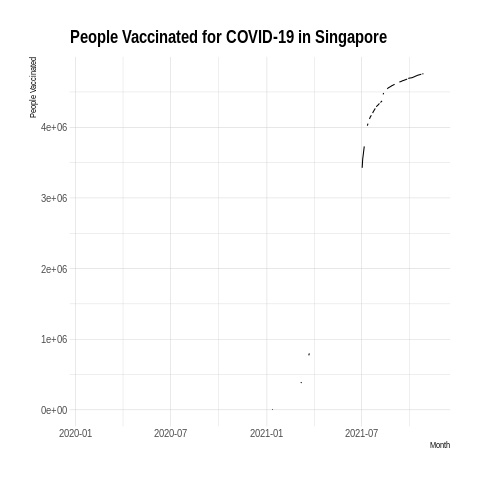 People Vaccinated for COVID-19 in Singapore
People Vaccinated
4e+06
3e+06
2e+06
1e+06
0e+00
2020-01 2020-07 2021-01 2021-07
Month